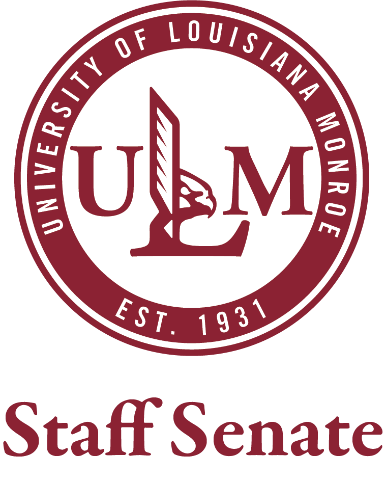 UNIVERSITY OF LOUISIANA MONROE
ULM
EST. 1931
Staff Senate